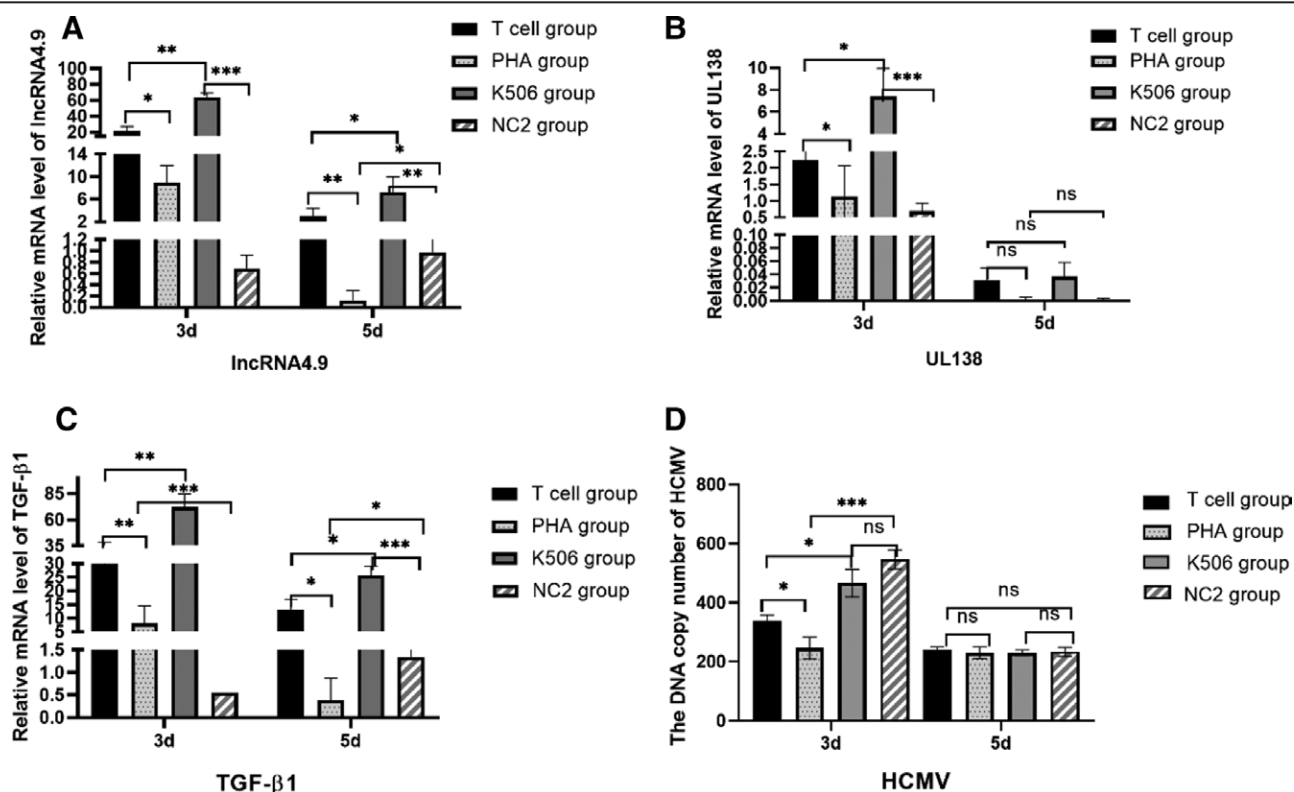 A
T cell group
PHA group
K506 group
NC2 group
Relative mRNA level of lncRNA4.9
100
80
60
40
20
14
10
6
2
1.2
1.0
0.8
0.6
0.4
0.2
0.0
**
***
*
*
*
**
**
3d
5d
lncRNA4.9
B
T cell group
PHA group
K506 group
NC2 group
Relative mRNA level of UL138
10
8
6
4
2.5
2.0
1.5
1.0
0.5
0.10
0.08
0.06
0.04
0.02
0.00
*
***
*
ns
ns
ns
3d
5d
UL138
C
T cell group
PHA group
K506 group
NC2 group
Relative mRNA level of TGF-β1
85
60
35
30
25
20
15
10
5
1.5
1.0
0.5
0.0
**
***
**
*
*
***
*
3d
5d
TGF-β1
D
T cell group
PHA group
K506 group
NC2 group
The DNA copy number of HCMV
800
600
400
200
0
***
ns
*
*
ns
ns
ns
3d
5d
HCMV